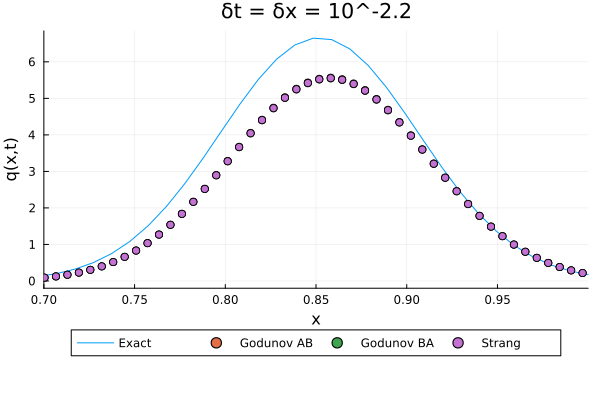 δt = δx = 10^-2.2
q(x,t)
6
5
4
3
2
1
0
0.70 0.75 0.80 0.85 0.90 0.95
x
Exact Godunov AB Godunov BA Strang